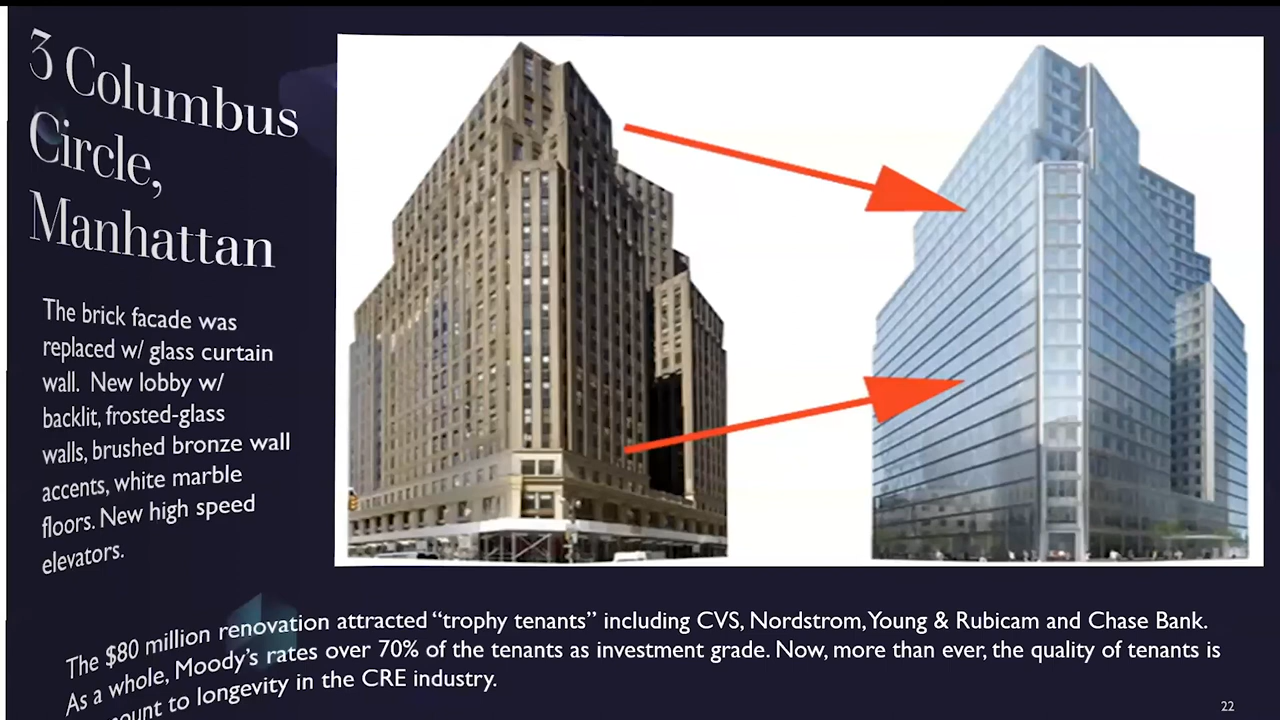 3 Columbus
Circle,
Manhattan
The brick facade was
replaced w/ glass curtain
wall. New lobby w/
backlit, frosted-glass
walls, brushed bronze wall
accents, white marble
floors. New high speed
elevators.
The $80 million renovation attracted “trophy tenants” including CVS, Nordstrom, Young & Rubicam and Chase Bank.
As a whole, Moody’s rates over 70% of the tenants as investment grade. Now, more than ever, the quality of tenants is
to longevity in the CRE industry.
22